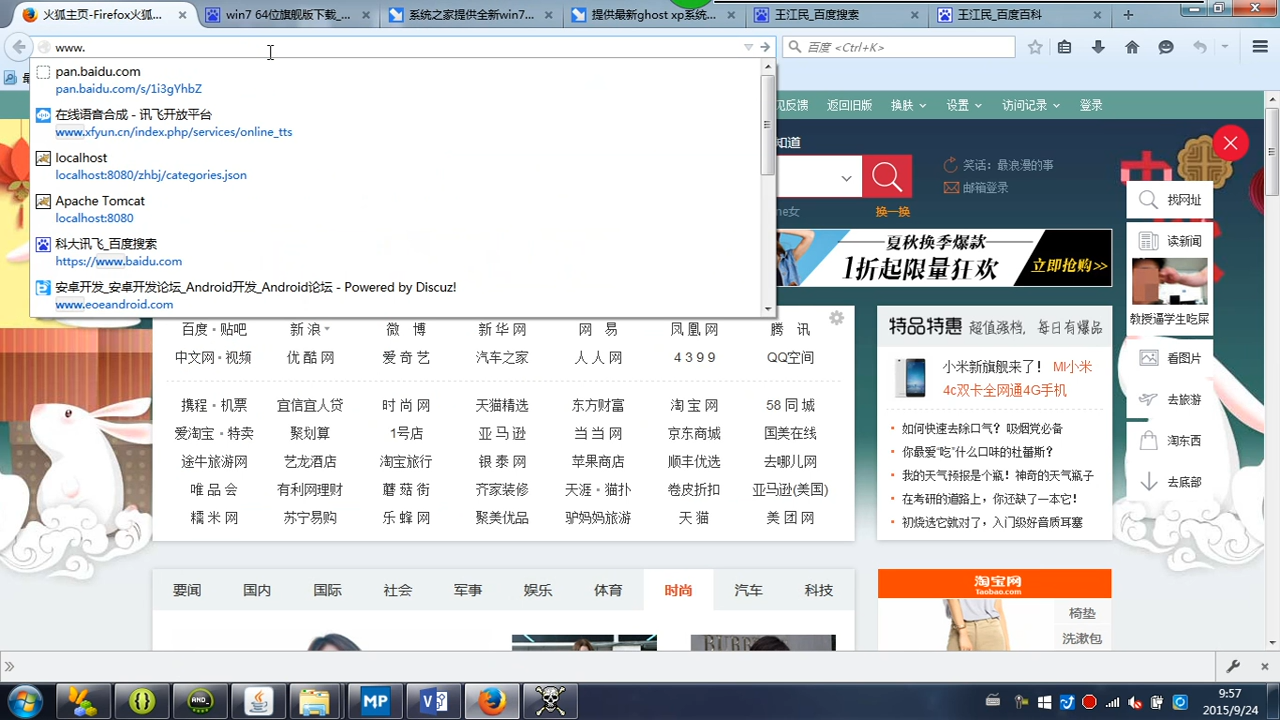 火狐主页-Firefox火狐...
win7 64位旗舰版下载_...
系统之家提供全新win7...
提供最新ghost xp系统...
王江民_百度搜索
王江民_百度百科
www.
百度 <Ctrl+K>
pan.baidu.com
pan.baidu.com/s/1i3gYhbZ
在线语音合成 - 讯飞开放平台
www.xfyun.cn/index.php/services/online_tts
localhost
localhost:8080/zhbj/categories.json
Apache Tomcat
localhost:8080
科大讯飞_百度搜索
https://www.baidu.com
安卓开发_安卓开发论坛_Android开发_Android论坛 - Powered by Discuz!
www.eoeandroid.com
见反馈 返回旧版 换肤 设置 访问记录 登录
知道
笑话：最浪漫的事
邮箱登录
ne女 换一换
夏秋换季爆款
1折起限量狂欢 立即抢购>>
找网址
读新闻
教授逼学生吃屎
看图片
去旅游
淘东西
去底部
百度·贴吧 新浪 微博 新华网 网易 凤凰网 腾讯
中文网·视频 优酷网 爱奇艺 汽车之家 人人网 4399 QQ空间
携程·机票 宜信宜人贷 时尚网 天猫精选 东方财富 淘宝网 58同城
爱淘宝·特卖 聚划算 1号店 亚马逊 当当网 京东商城 国美在线
途牛旅游网 艺龙酒店 淘宝旅行 银泰网 苹果商店 顺丰优选 去哪儿网
唯品会 有利网理财 蘑菇街 齐家装修 天涯·猫扑 卷皮折扣 亚马逊(美国)
糯米网 苏宁易购 乐蜂网 聚美优品 驴妈妈旅游 天猫 美团网
特品特惠 超值强档，每日有爆品
小米新旗舰来了！ MI小米
4c双卡全网通4G手机
如何快速去除口气？吸烟党必备
你最爱"吃"什么口味的杜蕾斯？
我的天气预报是个瓶！神奇的天气瓶子
在考研的道路上，你还缺了一本它！
初烧选它就对了，入门级好音质耳塞
要闻 国内 国际 社会 军事 娱乐 体育 时尚 汽车 科技
淘宝网
Taobao.com
椅垫
洗漱包
AND_
MP
9:57
2015/9/24